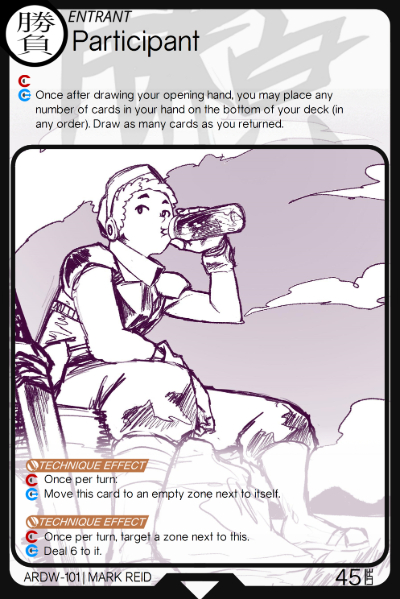 勝負
ENTRANT
Participant
C
C Once after drawing your opening hand, you may place any
number of cards in your hand on the bottom of your deck (in
any order). Draw as many cards as you returned.
TECHNIQUE EFFECT
C Once per turn:
C Move this card to an empty zone next to itself.
TECHNIQUE EFFECT
C Once per turn, target a zone next to this.
C Deal 6 to it.
ARDW-101 | MARK REID
45